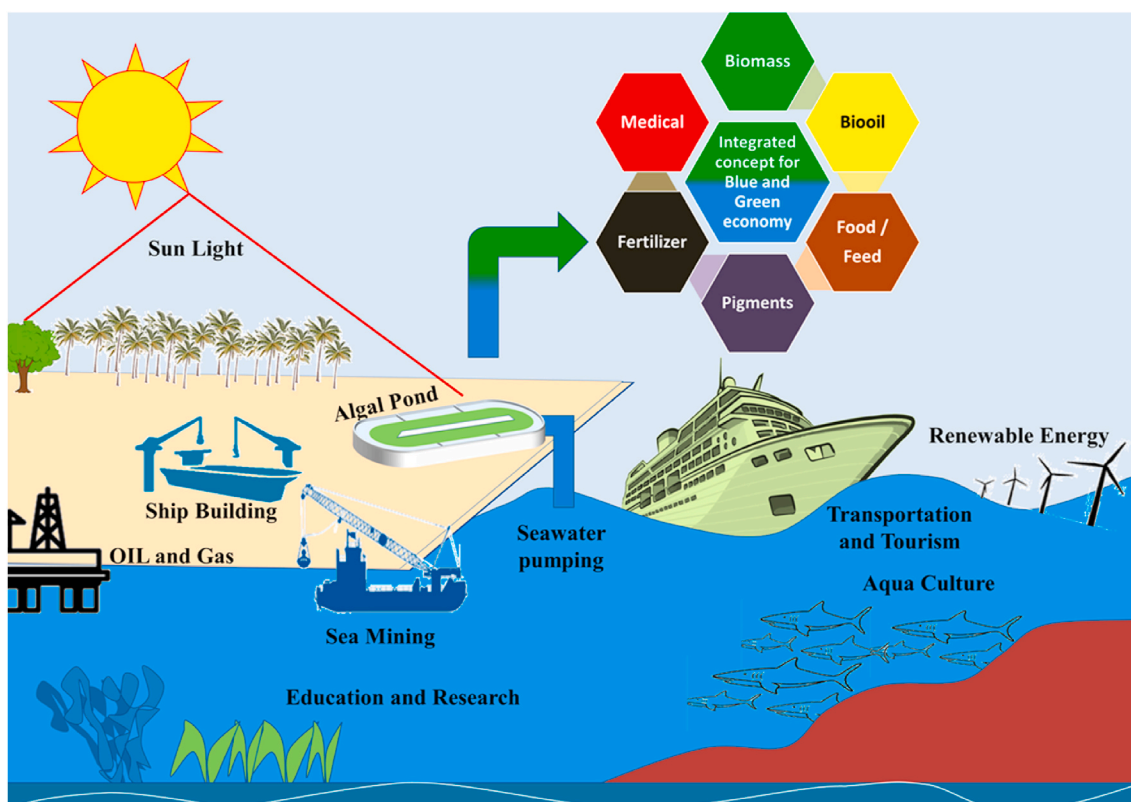 Biomass
Medical
Biooil
Integrated
concept for
Blue and
Green
economy
Fertilizer
Food /
Feed
Pigments
Sun Light
Algal Pond
Renewable Energy
Ship Building
Seawater
pumping
Transportation
and Tourism
OIL and Gas
Aqua Culture
Sea Mining
Education and Research